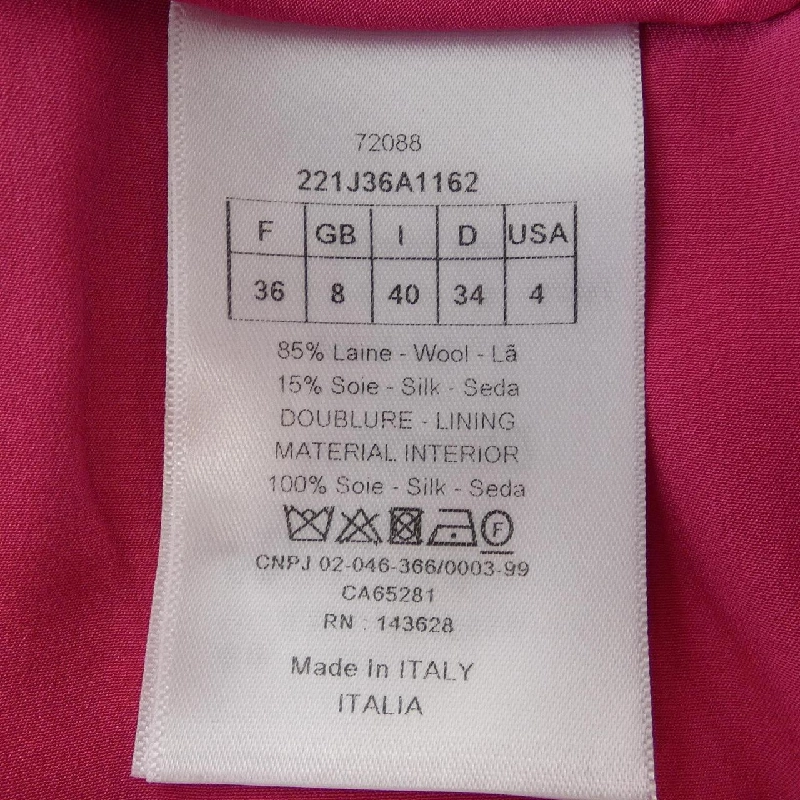 72088
221J36A1162
F GB I D USA
36 8 40 34 4
85% Laine - Wool - Lã
15% Soie - Silk - Seda
DOUBLURE - LINING
MATERIAL INTERIOR
100% Soie - Silk - Seda
F
CNPJ 02-046-366/0003-99
CA65281
RN : 143628
Made In ITALY
ITALIA